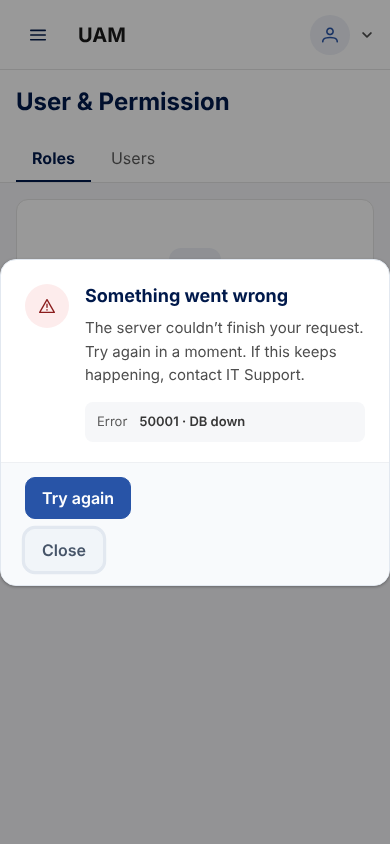 UAM
User & Permission
Roles
Users
Something went wrong
The server couldn’t finish your request.
Try again in a moment. If this keeps
happening, contact IT Support.
Error 50001 · DB down
Try again
Close